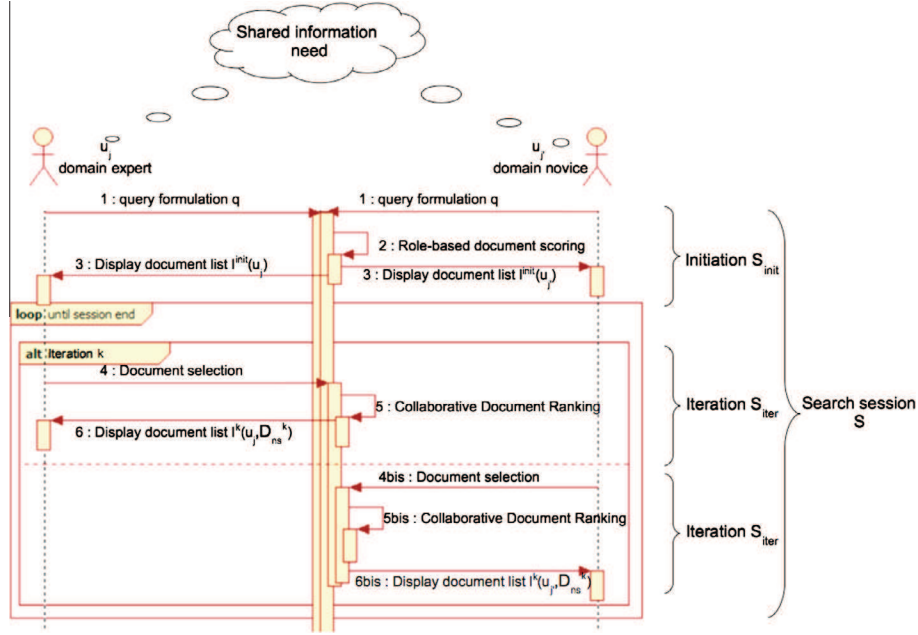 Shared information
need
u_j
domain expert
u_j'
domain novice
1 : query formulation q
1 : query formulation q
2 : Role-based document scoring
3 : Display document list l^init(u_j)
3 : Display document list l^init(u_j')
Initiation S_init
loop until session end
alt Iteration k
4 : Document selection
5 : Collaborative Document Ranking
6 : Display document list l^k(u_j,D_ns^k)
Iteration S_iter
Search session
S
4bis : Document selection
5bis : Collaborative Document Ranking
Iteration S_iter
6bis : Display document list l^k(u_j',D_ns^k)